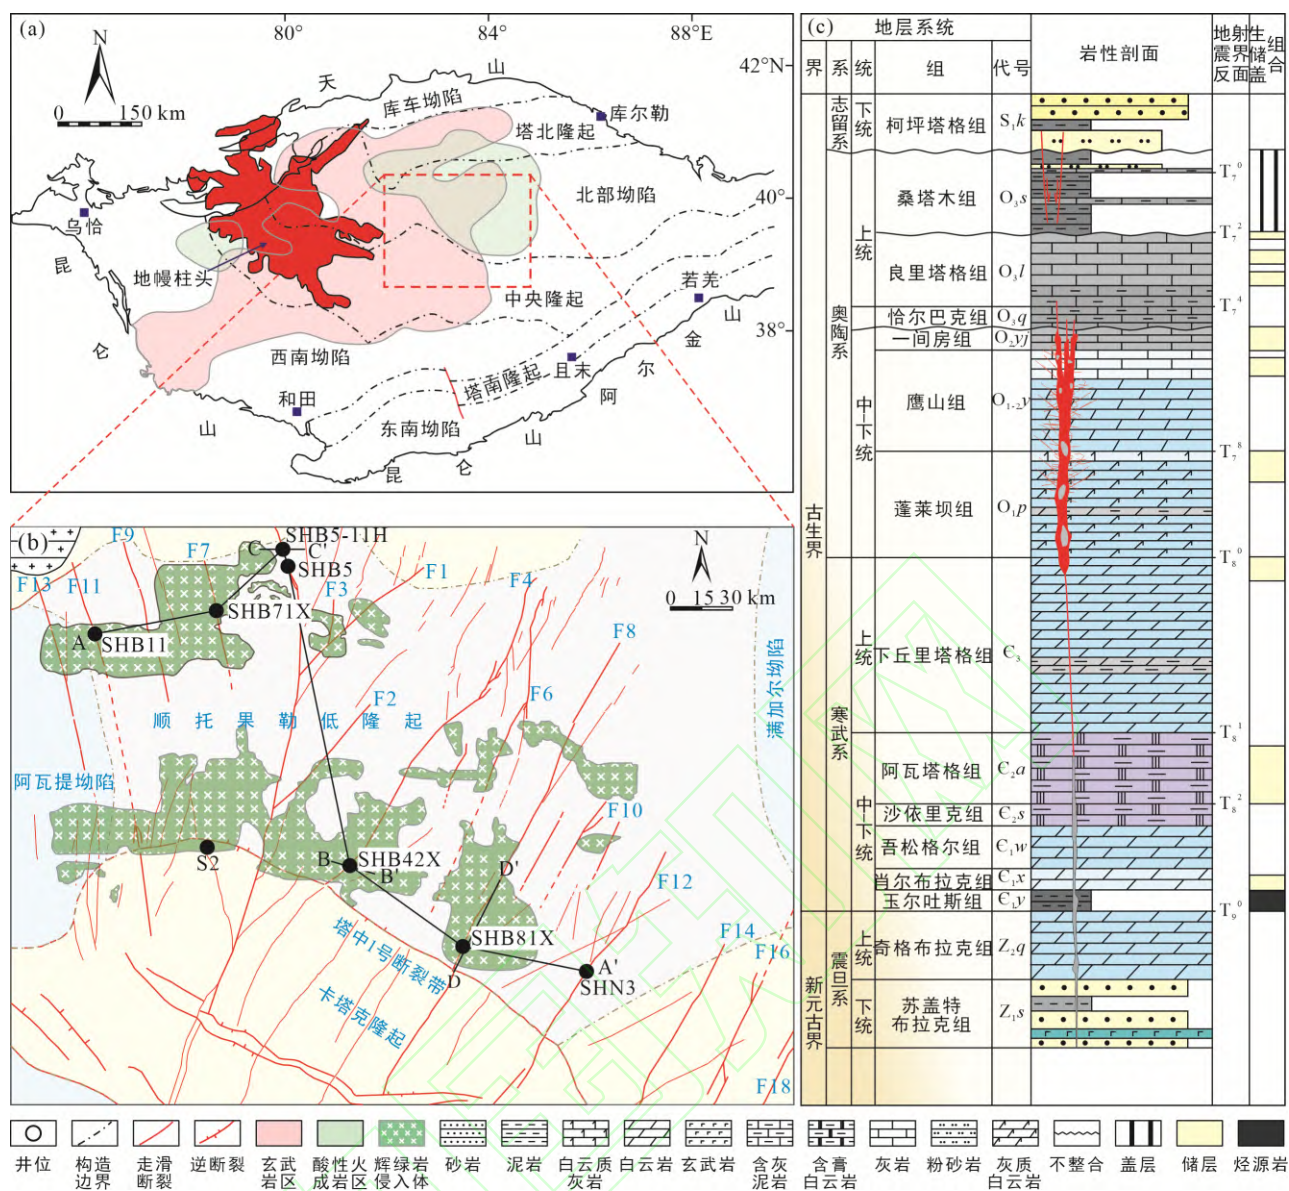 (a)
80°
84°
88°E
42°N
40°
38°
N
0 150 km
天
山
库车坳陷
库尔勒
塔北隆起
北部坳陷
乌恰
昆
仑
山
地幔柱头
中央隆起
若羌
山
金
尔
阿
西南坳陷
塔南隆起
且末
和田
东南坳陷
山
仑
昆
(b)
N
0 15 30 km
F9
F7
F13
F11
C
SHB5-11H
C'
SHB5
F3
F1
F4
F8
SHB71X
A
SHB11
F2
F6
顺托果勒低隆起
满加尔坳陷
阿瓦提坳陷
F10
S2
B
SHB42X
B'
D'
F12
SHB81X
F14
F16
D
A'
SHN3
塔中1号断裂带
卡塔克隆起
F18
(c)
地层系统
岩性剖面
地震反射界面
生储盖组合
界
系
统
组
代号
志留系
下统
柯坪塔格组
S₁k
T₇⁰
桑塔木组
O₃s
T₇²
上统
良里塔格组
O₃l
T₇⁴
奥陶系
恰尔巴克组
O₃q
一间房组
O₂yj
中-下统
鹰山组
O₁₋₂y
T₇⁸
蓬莱坝组
O₁p
古生界
T₈⁰
上统
下丘里塔格组
Є₃
T₈¹
寒武系
阿瓦塔格组
Є₂a
T₈²
中-下统
沙依里克组
Є₂s
吾松格尔组
Є₁w
肖尔布拉克组
Є₁x
玉尔吐斯组
Є₁y
T₉⁰
上统
奇格布拉克组
Z₂q
震旦系
新元古界
下统
苏盖特
布拉克组
Z₁s
井位
构造
边界
走滑
断裂
逆断裂
玄武
岩区
酸性火
成岩区
辉绿岩
侵入体
砂岩
泥岩
白云质
灰岩
白云岩
玄武岩
含灰
泥岩
含膏
白云岩
灰岩
粉砂岩
灰质
白云岩
不整合
盖层
储层
烃源岩